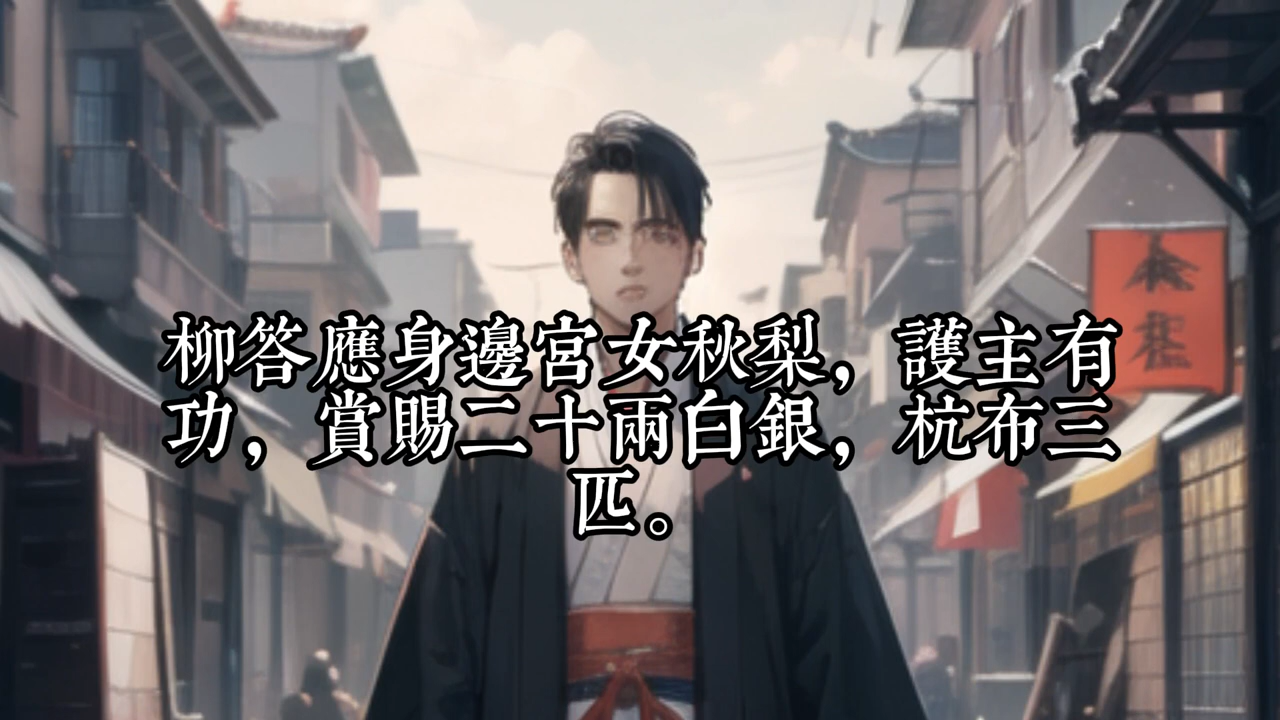 柳答應身邊宮女秋梨，護主有
功，賞賜二十兩白銀，杭布三
匹。